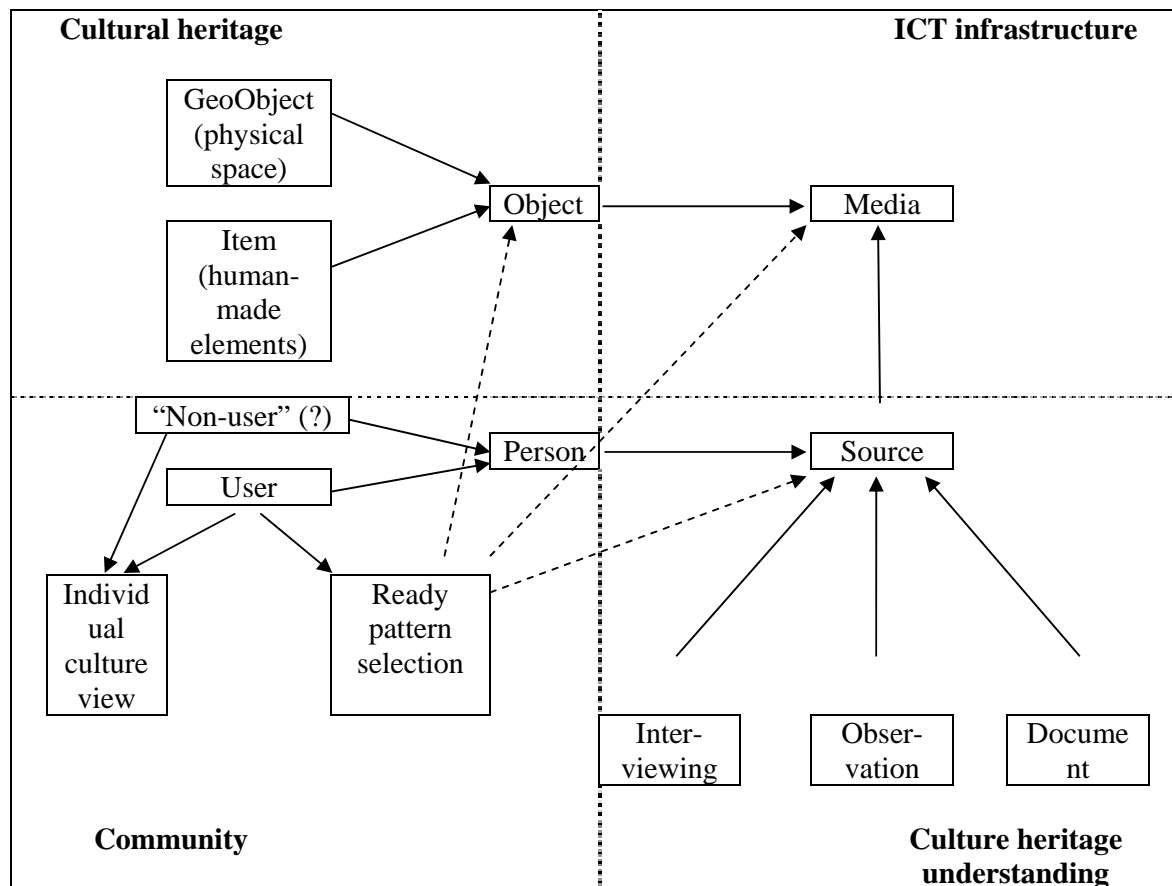 Cultural heritage
ICT infrastructure
GeoObject
(physical
space)
Object
Media
Item
(human-
made
elements)
“Non-user” (?)
Person
Source
User
Individ
ual
culture
view
Ready
pattern
selection
Inter-
viewing
Obser-
vation
Docume
nt
Community
Culture heritage
understanding